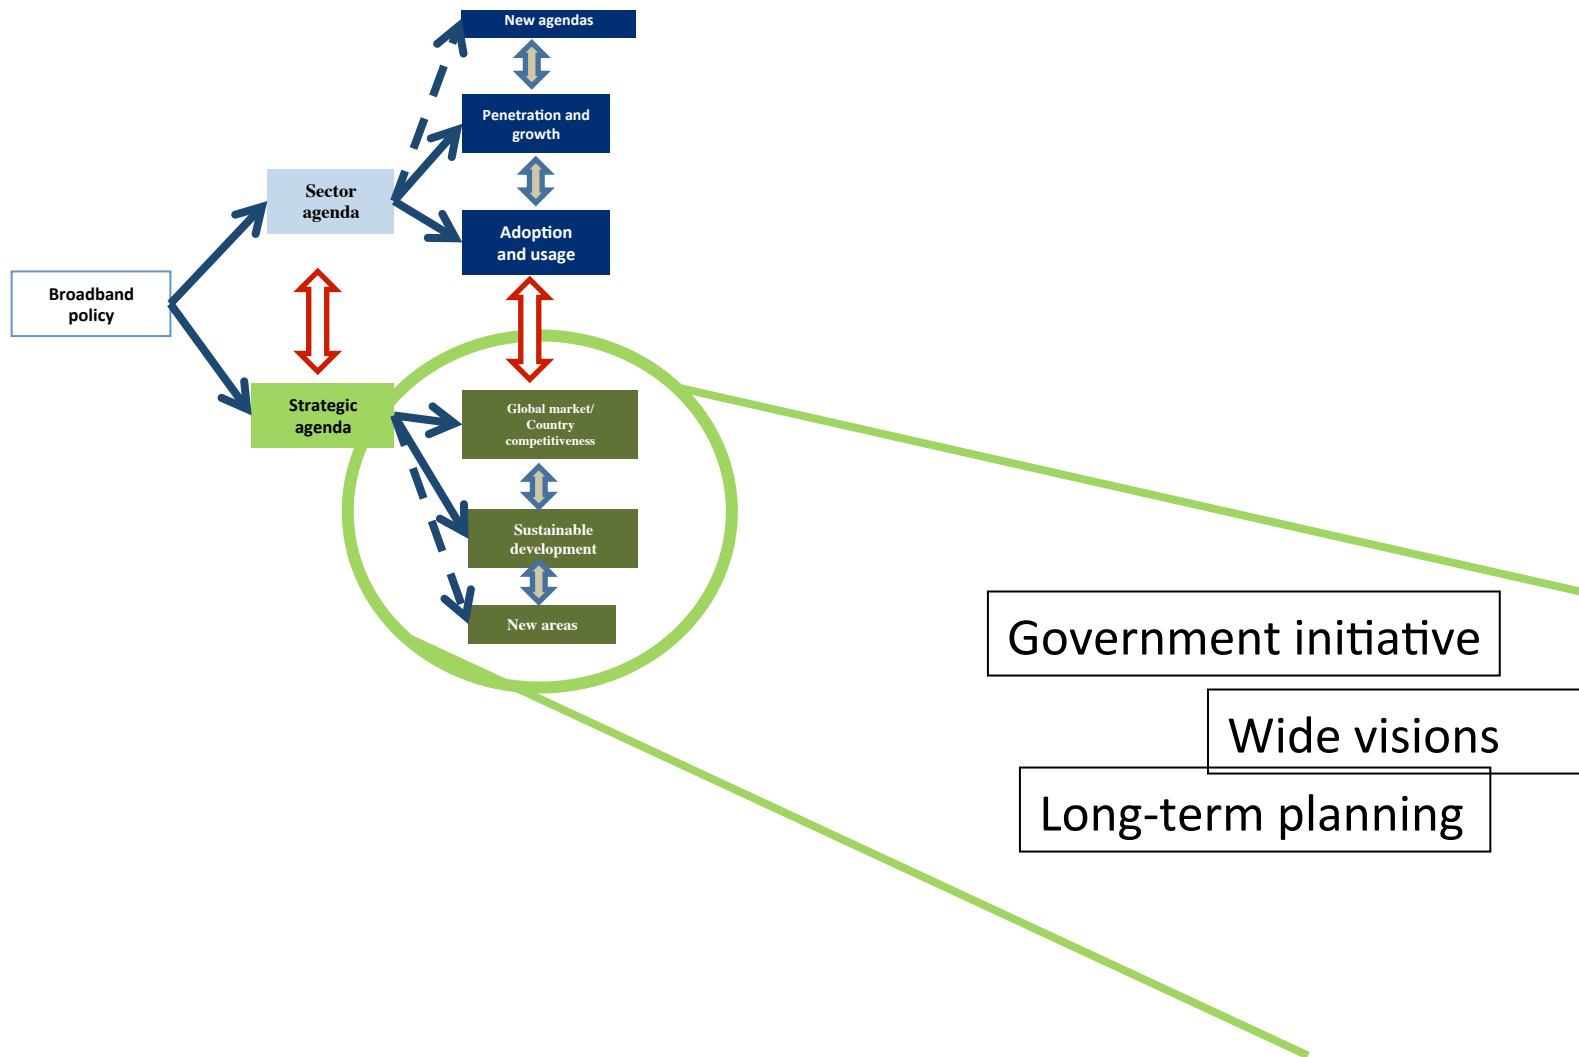 New agendas
Penetration and
growth
Sector
agenda
Adoption
and usage
Broadband
policy
Strategic
agenda
Global market/
Country
competitiveness
Sustainable
development
New areas
Government initiative
Wide visions
Long-term planning